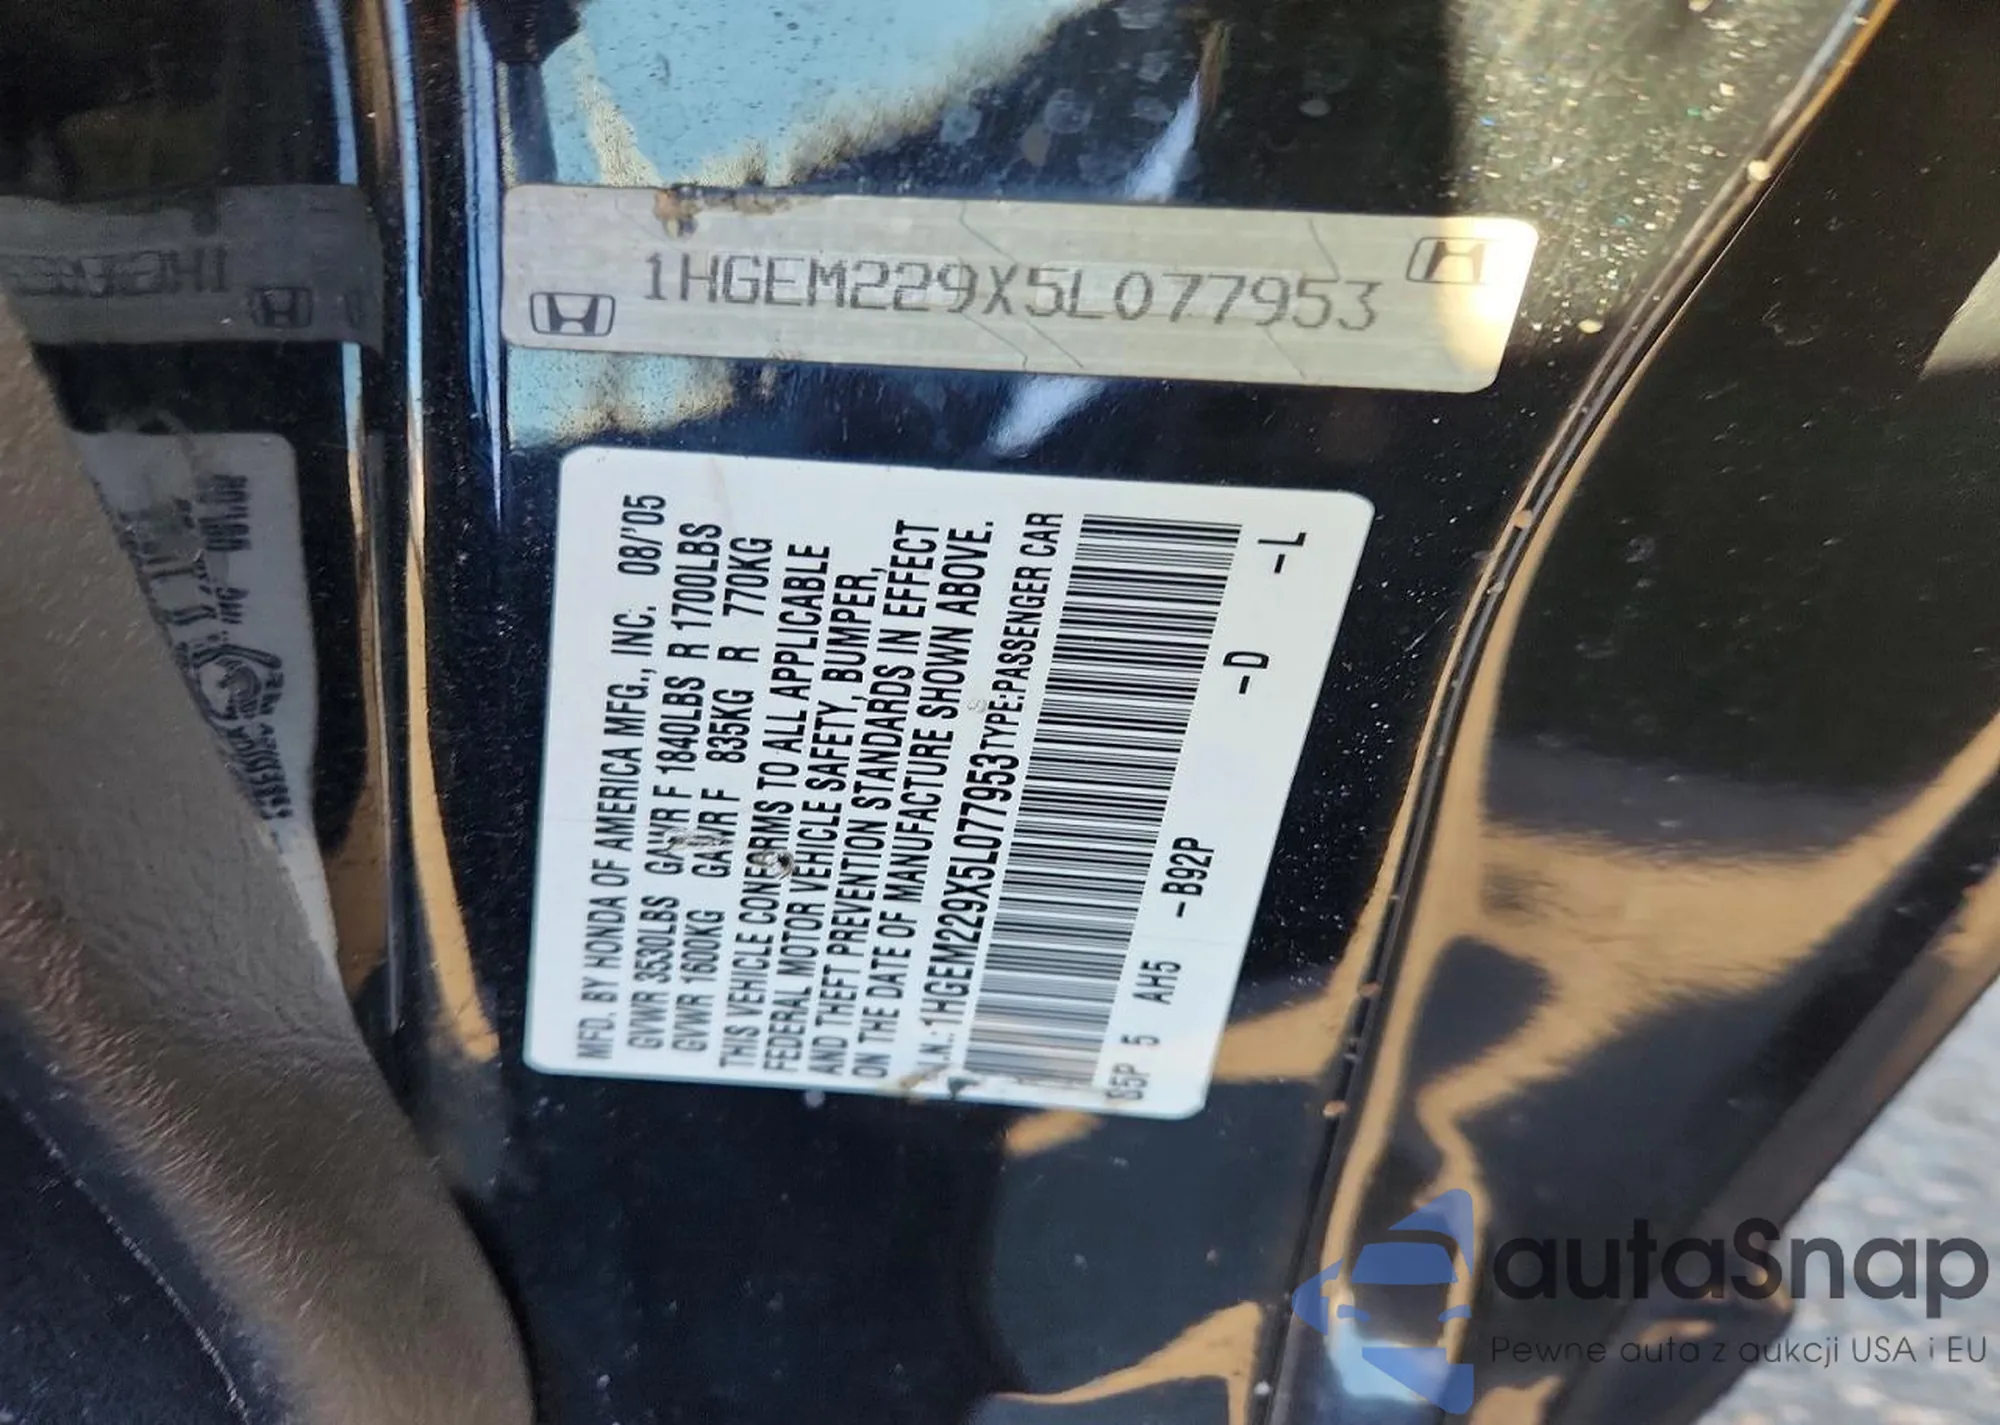 1HGEM229X5L077953
MFD. BY HONDA OF AMERICA MFG., INC. 08/'05
GVWR 3530LBS GAWR F 1840LBS R 1700LBS
GVWR 1600KG GAWR F 835KG R 770KG
THIS VEHICLE CONFORMS TO ALL APPLICABLE
FEDERAL MOTOR VEHICLE SAFETY, BUMPER,
AND THEFT PREVENTION STANDARDS IN EFFECT
ON THE DATE OF MANUFACTURE SHOWN ABOVE.
V.I.N.: 1HGEM229X5L077953 TYPE:PASSENGER CAR
S5P 5 AH5 -B92P -D -L
autaSnap
Pewne auta z aukcji USA i EU